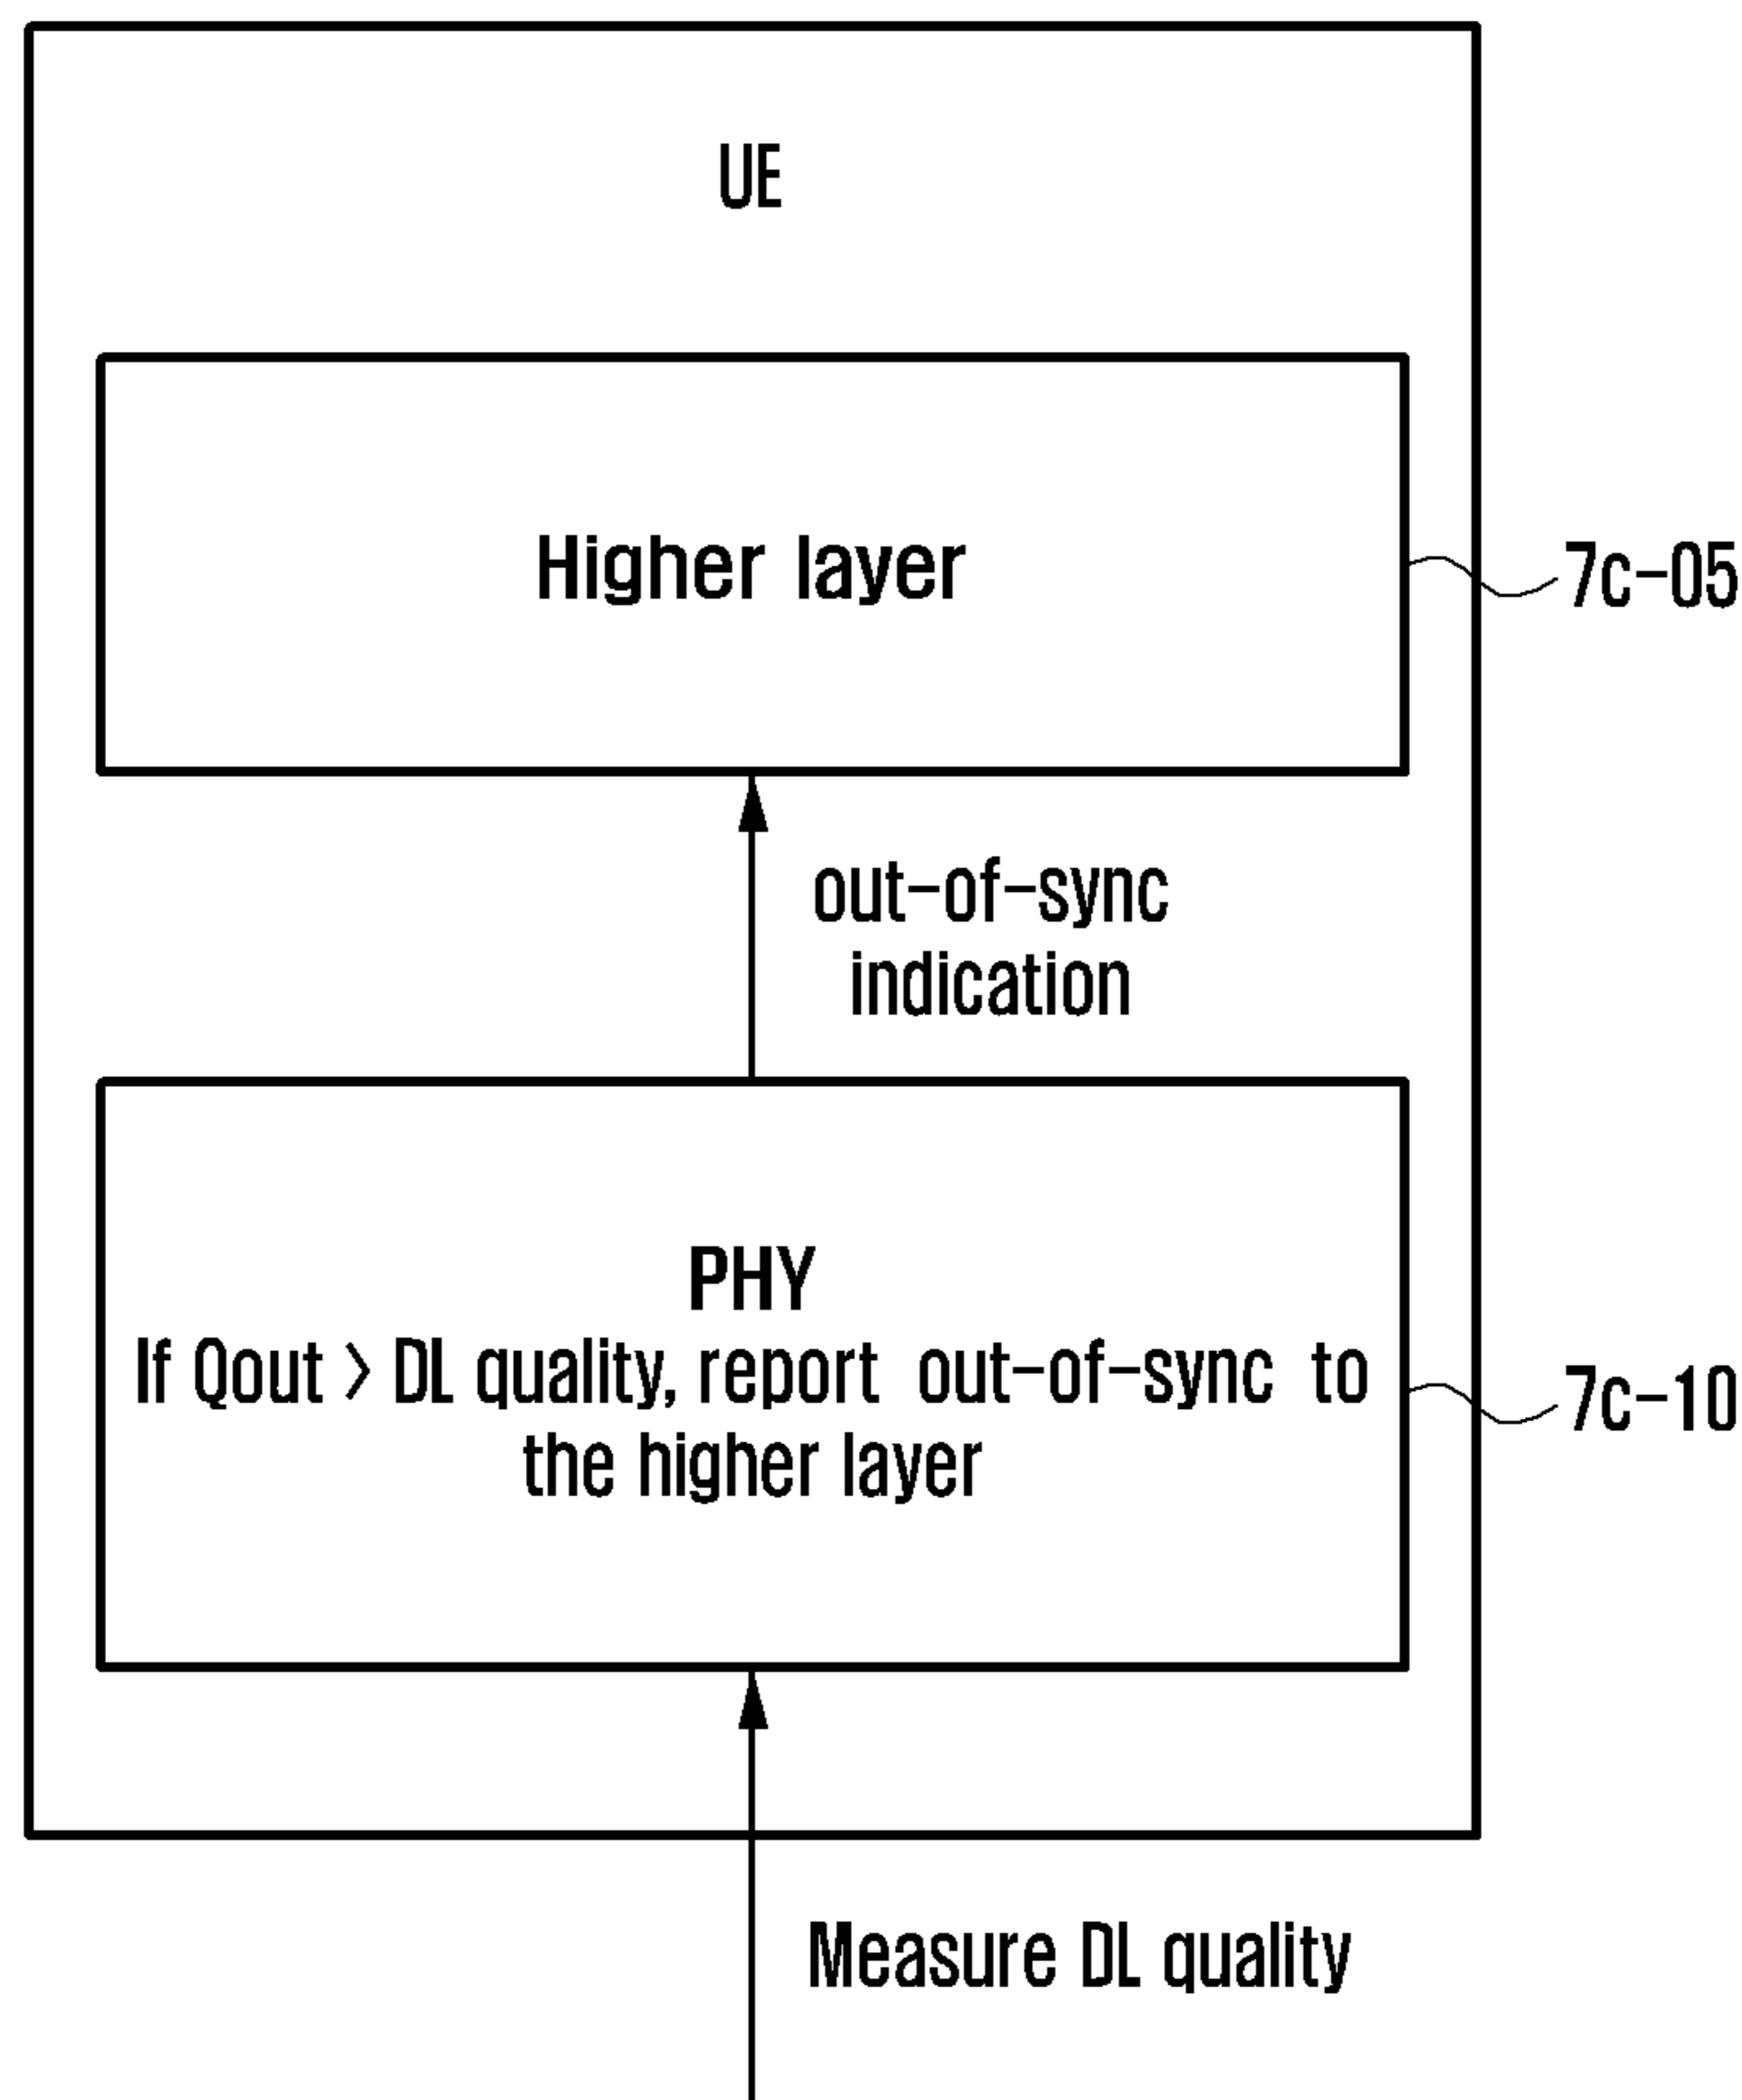 UE
Higher layer
7c-05
out-of-sync
indication
PHY
If Qout > DL quality, report out-of-sync to
the higher layer
7c-10
Measure DL quality